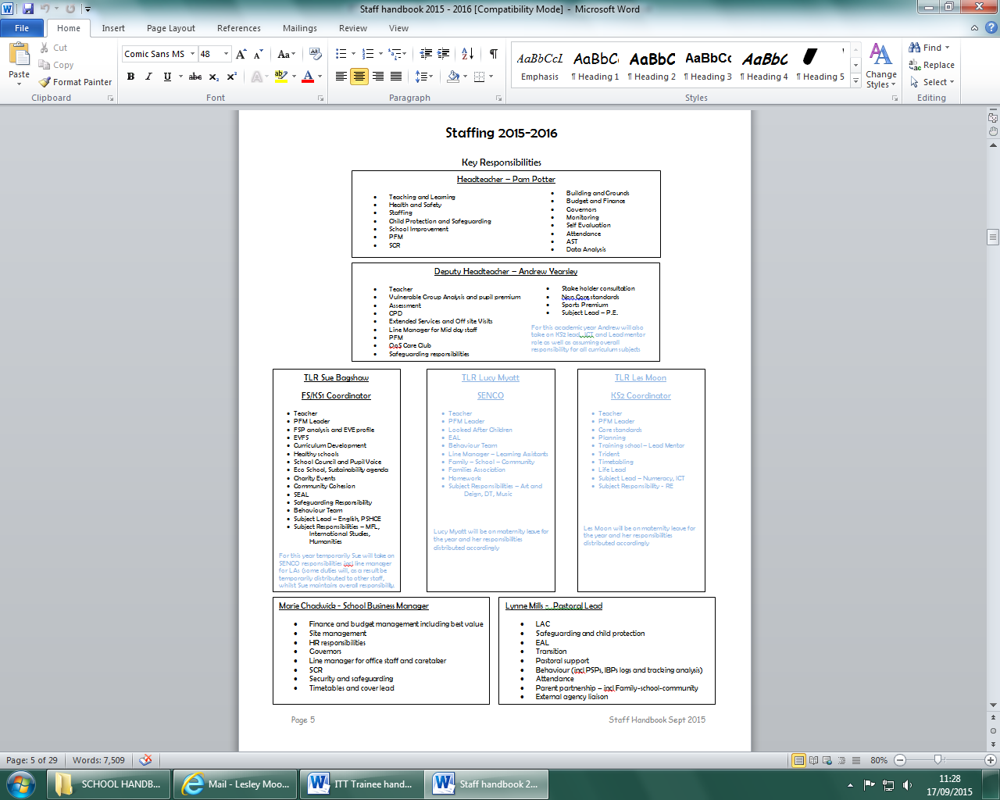 Staff handbook 2015 - 2016 [Compatibility Mode] - Microsoft Word
File Home Insert Page Layout References Mailings Review View
Paste
Cut
Copy
Format Painter
Clipboard
Comic Sans MS 48
Font
Paragraph
AaBbCcI AaBbC AaBbC AaBbCc AaBbC
Emphasis ¶ Heading 1 ¶ Heading 2 ¶ Heading 3 ¶ Heading 4 ¶ Heading 5
Styles
Change Styles
Find
Replace
Select
Editing
Staffing 2015-2016
Key Responsibilities
Headteacher – Pam Potter
• Teaching and Learning
• Health and Safety
• Staffing
• Child Protection and Safeguarding
• School Improvement
• PFM
• SCR
• Building and Grounds
• Budget and Finance
• Governors
• Monitoring
• Self Evaluation
• Attendance
• AST
• Data Analysis
Deputy Headteacher – Andrew Yearsley
• Teacher
• Vulnerable Group Analysis and pupil premium
• Assessment
• CPD
• Extended Services and Off site Visits
• Line Manager for Mid day staff
• PFM
• OoS Care Club
• Safeguarding responsibilities
• Stake holder consultation
• Non Core standards
• Sports Premium
• Subject Lead – P.E.
For this academic year Andrew will also
take on KS2 lead, ICT and Lead mentor
role as well as assuming overall
responsibility for all curriculum subjects
TLR Sue Bagshaw
FS/KS1 Coordinator
• Teacher
• PFM Leader
• FSP analysis and EYE profile
• EYFS
• Curriculum Development
• Healthy schools
• School Council and Pupil Voice
• Eco School, Sustainability agenda
• Charity Events
• Community Cohesion
• SEAL
• Safeguarding Responsibility
• Behaviour Team
• Subject Lead – English, PSHCE
• Subject Responsibilities – MFL,
International Studies,
Humanities
For this year temporarily Sue will take on
SENCO responsibilities incl line manager
for LAs (some duties will, as a result be
temporarily distributed to other staff,
whilst Sue maintains overall responsibility.
TLR Lucy Myatt
SENCO
• Teacher
• PFM Leader
• Looked After Children
• EAL
• Behaviour Team
• Line Manager – Learning Asistants
• Family – School – Community
• Families Association
• Homework
• Subject Responsibilities – Art and
Deign, DT, Music
Lucy Myatt will be on maternity leave for
the year and her responsibilities
distributed accordingly
TLR Les Moon
KS2 Coordinator
• Teacher
• PFM Leader
• Core standards
• Planning
• Training school – Lead Mentor
• Trident
• Timetabling
• Life Lead
• Subject Lead – Numeracy, ICT
• Subject Responsibility - RE
Les Moon will be on maternity leave for
the year and her responsibilities
distributed accordingly
Marie Chadwick - School Business Manager
• Finance and budget management including best value
• Site management
• HR responsibilities
• Governors
• Line manager for office staff and caretaker
• SCR
• Security and safeguarding
• Timetables and cover lead
Lynne Mills - Pastoral Lead
• LAC
• Safeguarding and child protection
• EAL
• Transition
• Pastoral support
• Behaviour (incl PSPs, IBPs logs and tracking analysis)
• Attendance
• Parent partnership – incl Family-school-community
• External agency liaison
Page 5 Staff Handbook Sept 2015
Page: 5 of 29 Words: 7,509 80%
SCHOOL HANDB... Mail - Lesley Moo... ITT Trainee hand... Staff handbook 2...
11:28
17/09/2015